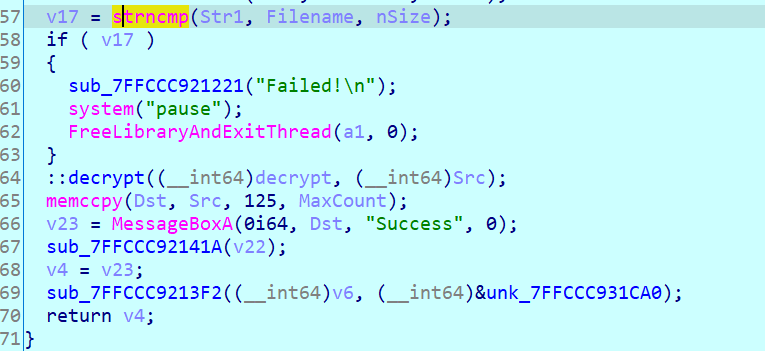 57 v17 = strncmp(Str1, Filename, nSize);
58 if ( v17 )
59 {
60 sub_7FFCCC921221("Failed!\n");
61 system("pause");
62 FreeLibraryAndExitThread(a1, 0);
63 }
64 ::decrypt((__int64)decrypt, (__int64)Src);
65 memccpy(Dst, Src, 125, MaxCount);
66 v23 = MessageBoxA(0i64, Dst, "Success", 0);
67 sub_7FFCCC92141A(v22);
68 v4 = v23;
69 sub_7FFCCC9213F2((__int64)v6, (__int64)&unk_7FFCCC931CA0);
70 return v4;
71 }